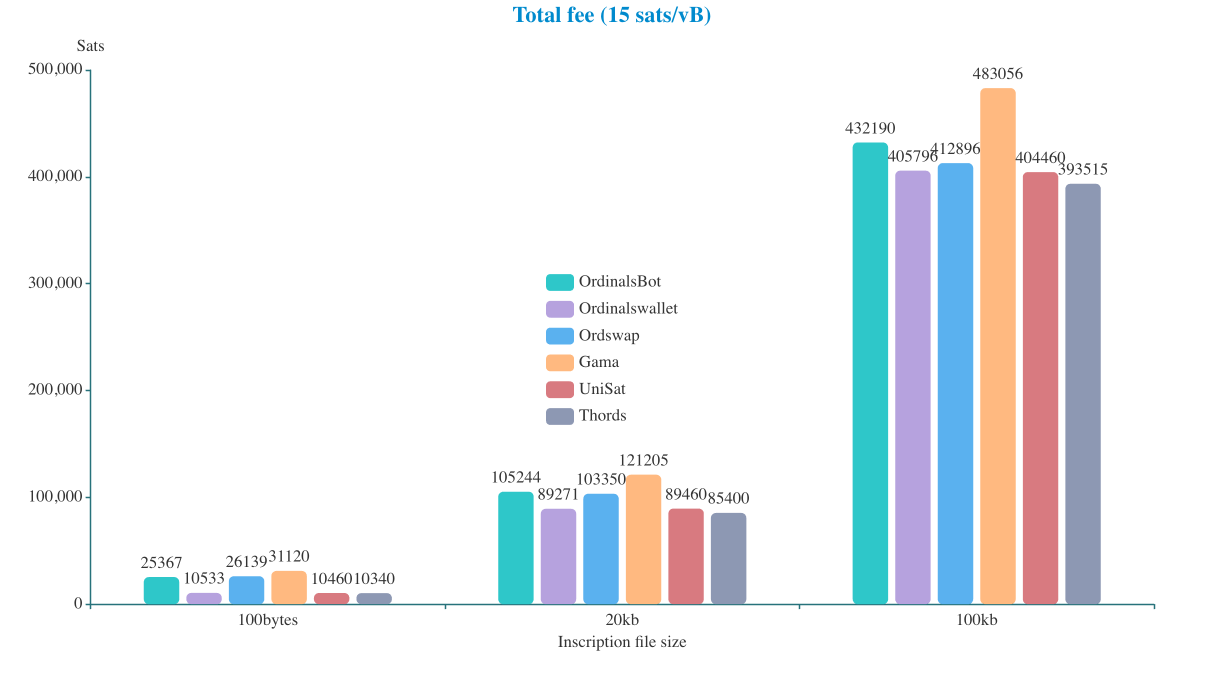 Total fee (15 sats/vB)
Sats
500,000
400,000
300,000
200,000
100,000
0
25367
10533
26139
31120
10460
10340
105244
89271
103350
121205
89460
85400
432190
405796
412896
483056
404460
393515
OrdinalsBot
Ordinalswallet
Ordswap
Gama
UniSat
Thords
100bytes
20kb
100kb
Inscription file size